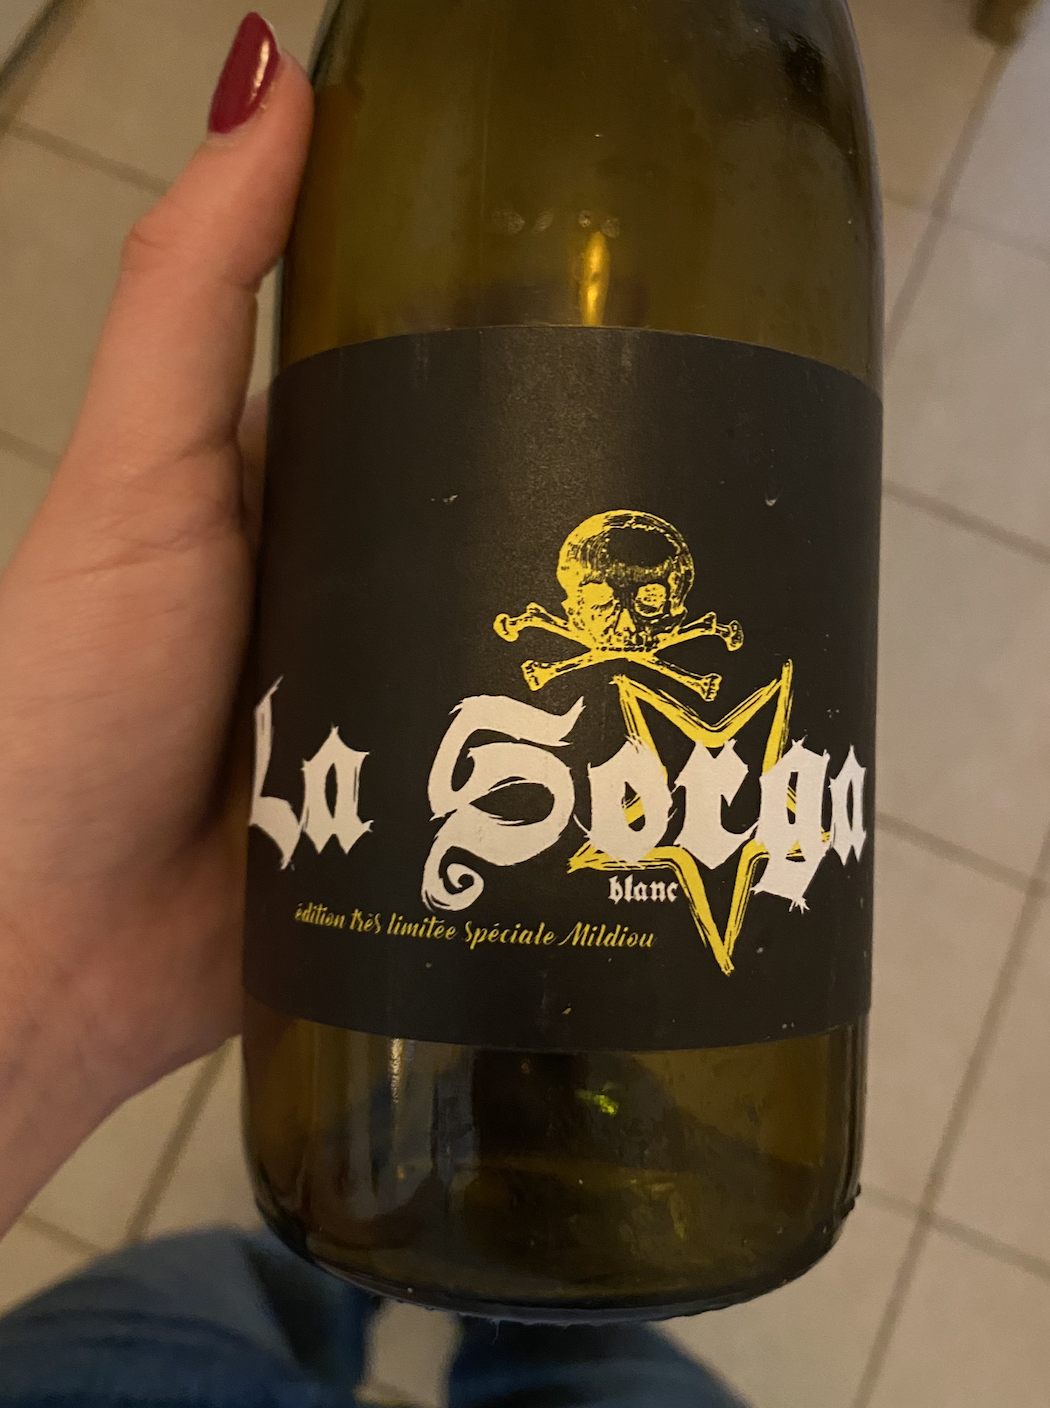 La Sorga
blanc
édition très limitée Spéciale Mildiou